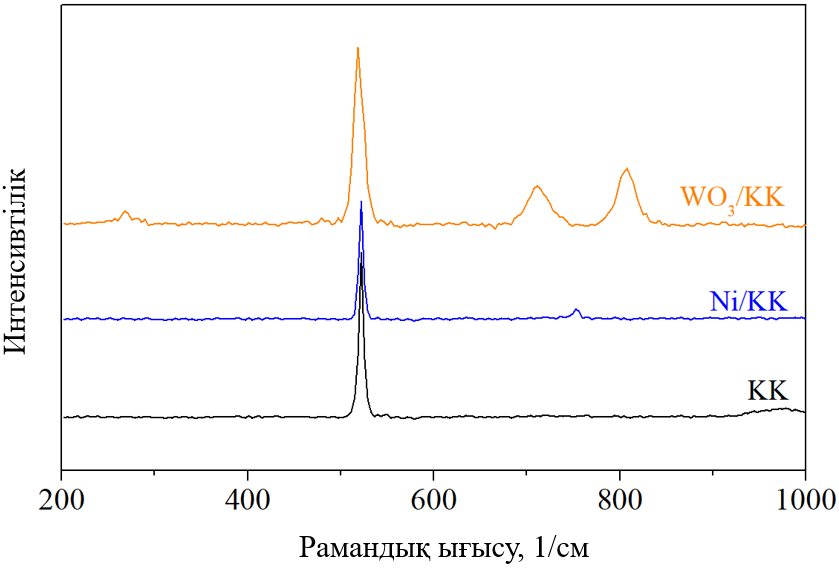 Интенсивтілік
WO₃/KK
Ni/KK
KK
200 400 600 800 1000
Рамандық ығысу, 1/см